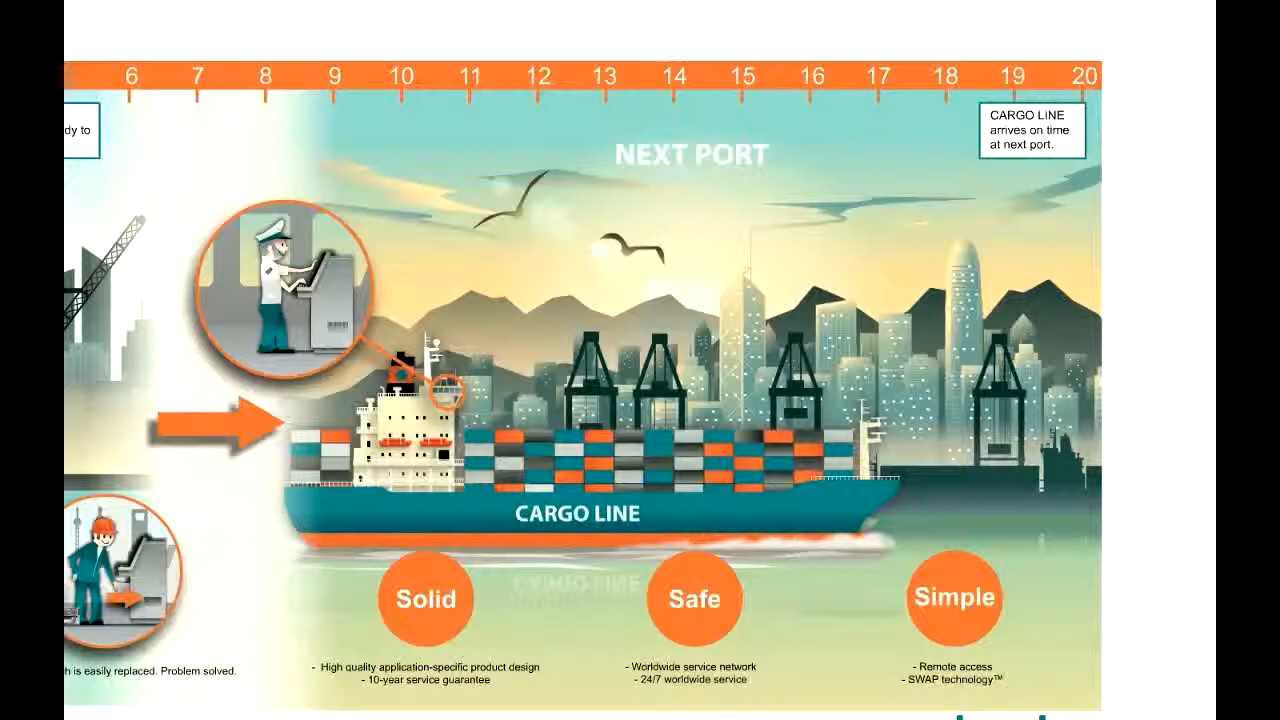 6 7 8 9 10 11 12 13 14 15 16 17 18 19 20
dy to
CARGO LINE
arrives on time
at next port.
NEXT PORT
CARGO LINE
Solid
Safe
Simple
h is easily replaced. Problem solved.
- High quality application-specific product design
- 10-year service guarantee
- Worldwide service network
- 24/7 worldwide service
- Remote access
- SWAP technology™